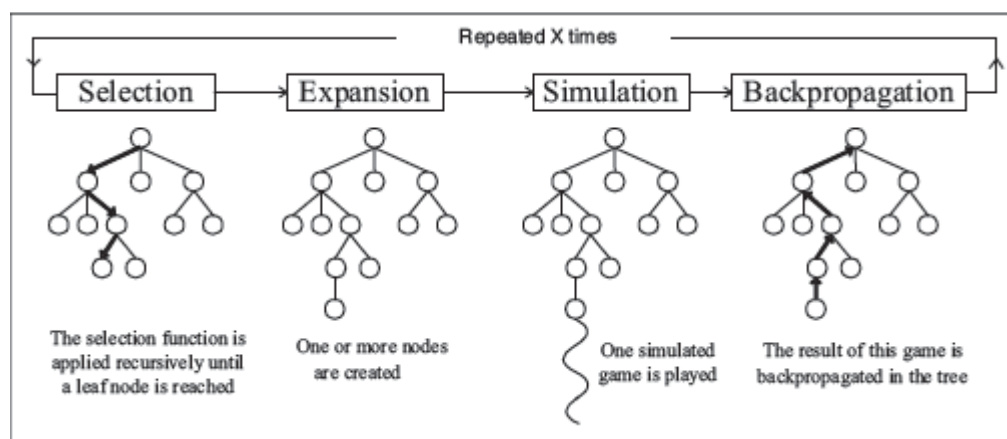 Repeated X times
Selection
Expansion
Simulation
Backpropagation
The selection function is
applied recursively until
a leaf node is reached
One or more nodes
are created
One simulated
game is played
The result of this game is
backpropagated in the tree